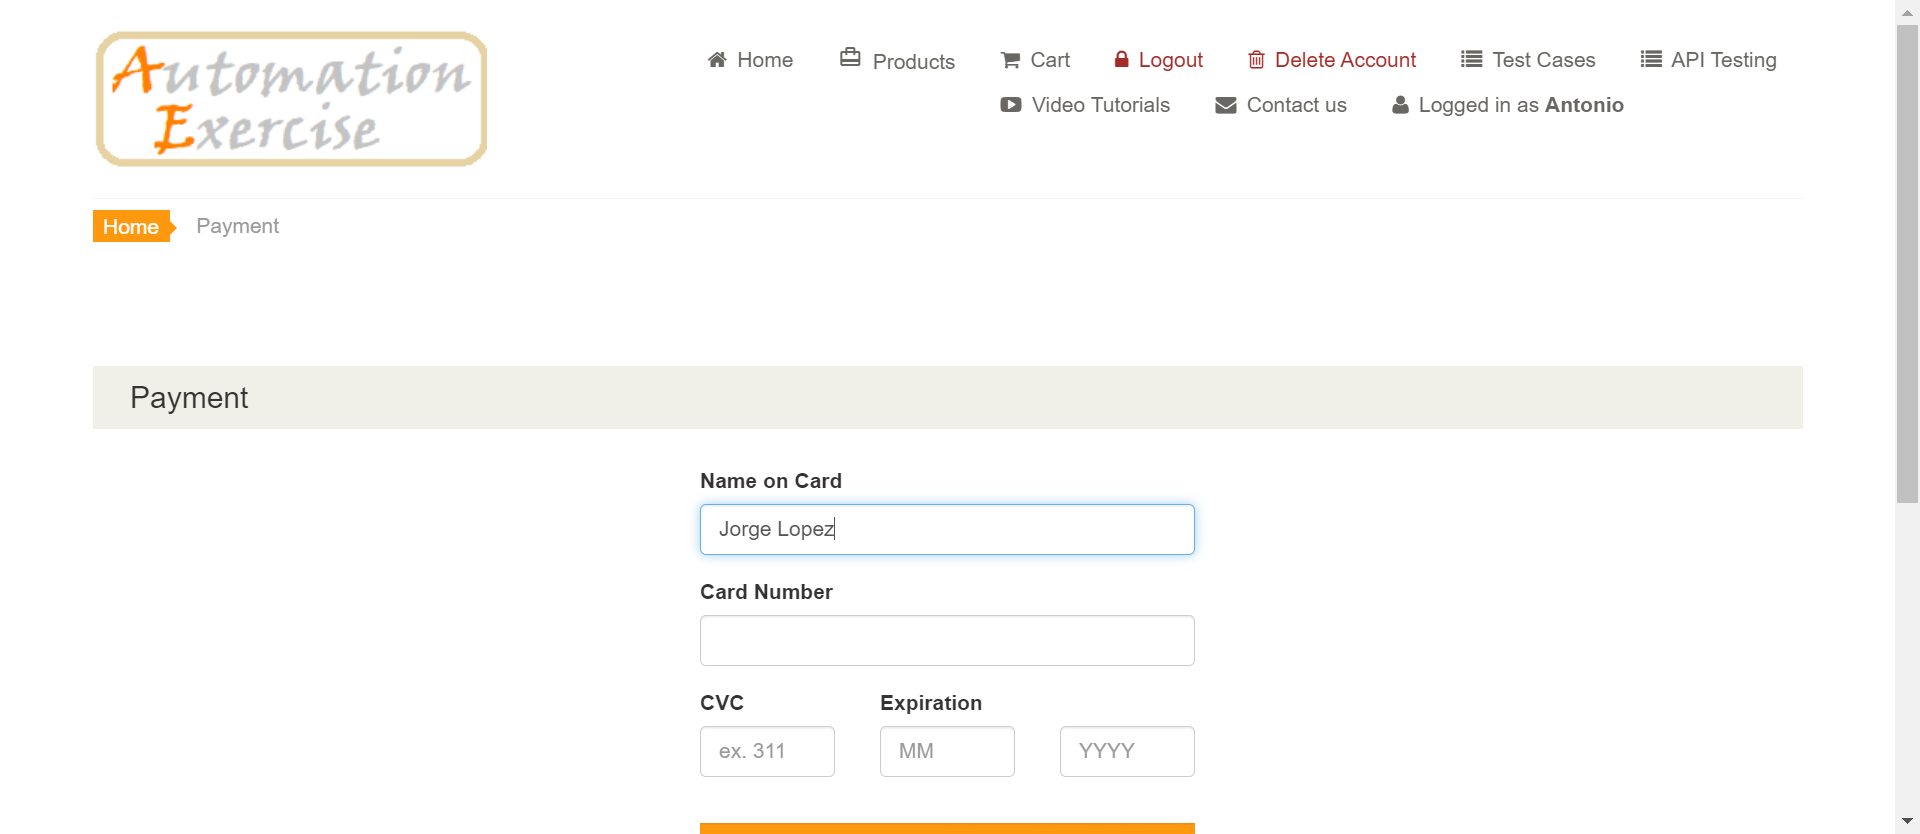 Automation
Exercise
Home
Products
Cart
Logout
Delete Account
Test Cases
API Testing
Video Tutorials
Contact us
Logged in as Antonio
Home
Payment
Payment
Name on Card
Jorge Lopez
Card Number
CVC
Expiration
ex. 311
MM
YYYY